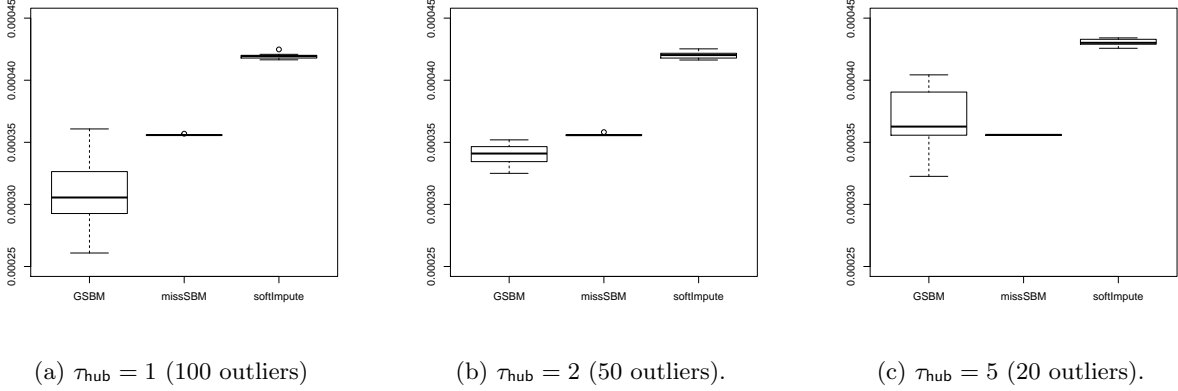 0.00045
0.00040
0.00035
0.00030
0.00025
GSBM missSBM softImpute
0.00045
0.00040
0.00035
0.00030
0.00025
GSBM missSBM softImpute
0.00045
0.00040
0.00035
0.00030
0.00025
GSBM missSBM softImpute
(a) τhub = 1 (100 outliers)
(b) τhub = 2 (50 outliers).
(c) τhub = 5 (20 outliers).